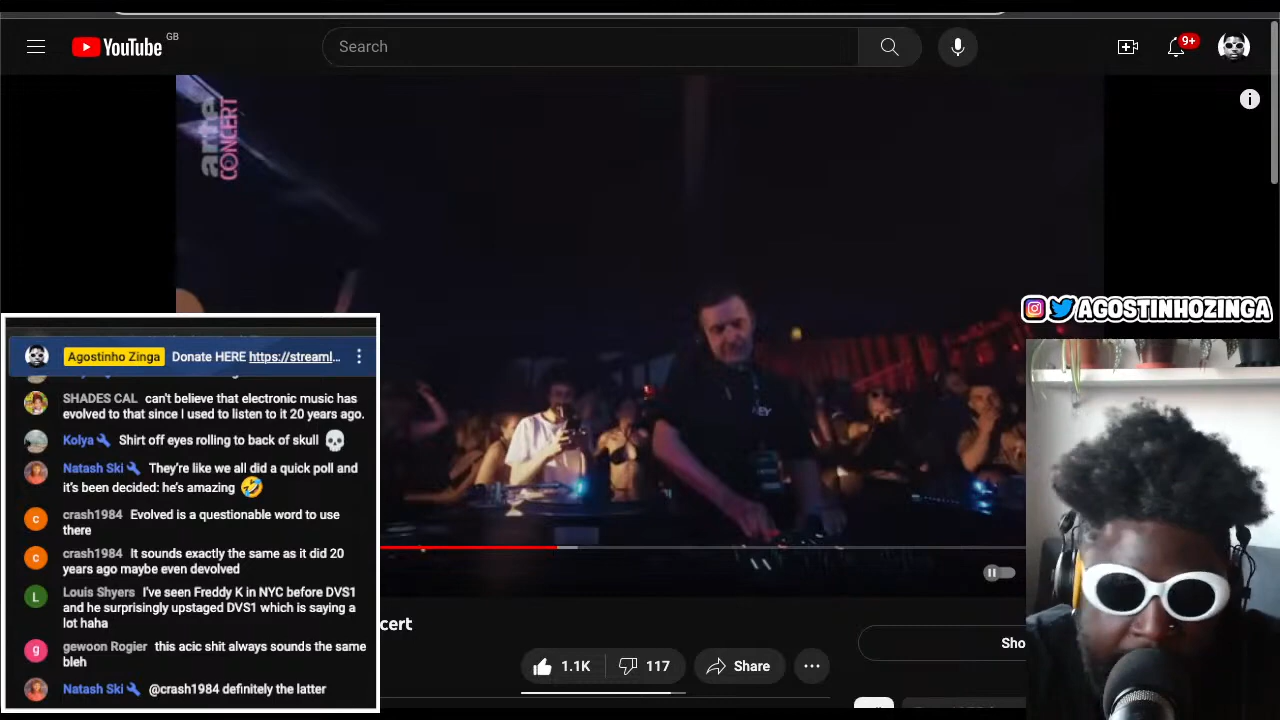 YouTube GB
Search
9+
arte
CONCERT
AGOSTINHOZINGA
Agostinho Zinga Donate HERE https://streaml...
SHADES CAL can't believe that electronic music has
evolved to that since I used to listen to it 20 years ago.
Kolya Shirt off eyes rolling to back of skull
Natash Ski They're like we all did a quick poll and
it's been decided: he's amazing
c crash1984 Evolved is a questionable word to use
there
c crash1984 It sounds exactly the same as it did 20
years ago maybe even devolved
L Louis Shyers I've seen Freddy K in NYC before DVS1
and he surprisingly upstaged DVS1 which is saying a
lot haha
g gewoon Rogier this acic shit always sounds the same
bleh
Natash Ski @crash1984 definitely the latter
cert
Sho
1.1K 117 Share